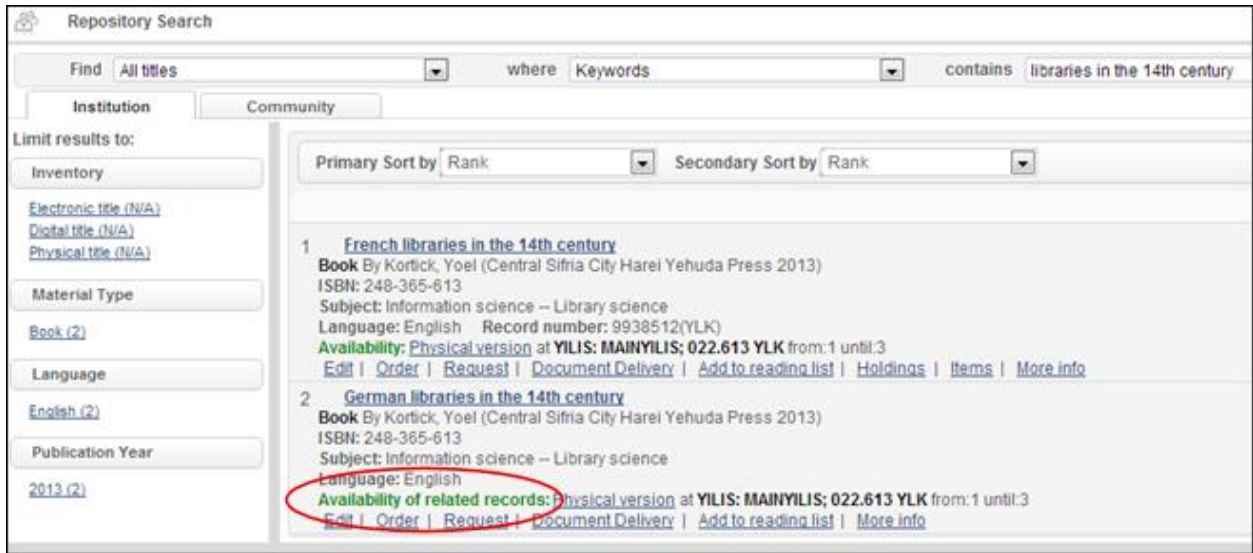 Repository Search
Find All titles where Keywords contains libraries in the 14th century
Institution Community
Limit results to:
Inventory
Electronic title (N/A)
Digital title (N/A)
Physical title (N/A)
Material Type
Book (2)
Language
English (2)
Publication Year
2013 (2)
Primary Sort by Rank Secondary Sort by Rank
1 French libraries in the 14th century
Book By Kortick, Yoel (Central Sifria City Harei Yehuda Press 2013)
ISBN: 248-365-613
Subject: Information science -- Library science
Language: English Record number: 9938512(YLK)
Availability: Physical version at YILIS: MAINYILIS; 022.613 YLK from:1 until:3
Edit | Order | Request | Document Delivery | Add to reading list | Holdings | Items | More info
2 German libraries in the 14th century
Book By Kortick, Yoel (Central Sifria City Harei Yehuda Press 2013)
ISBN: 248-365-613
Subject: Information science -- Library science
Language: English
Availability of related records: Physical version at YILIS: MAINYILIS; 022.613 YLK from:1 until:3
Edit | Order | Request | Document Delivery | Add to reading list | More info